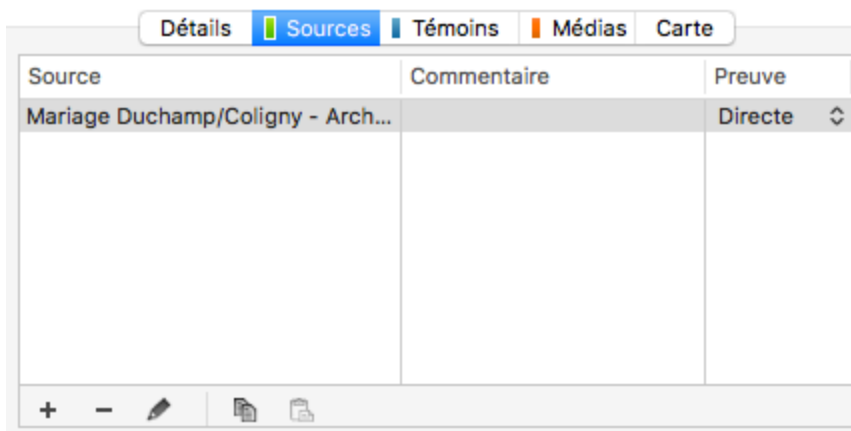 Détails Sources Témoins Médias Carte
Source Commentaire Preuve
Mariage Duchamp/Coligny - Arch... Directe